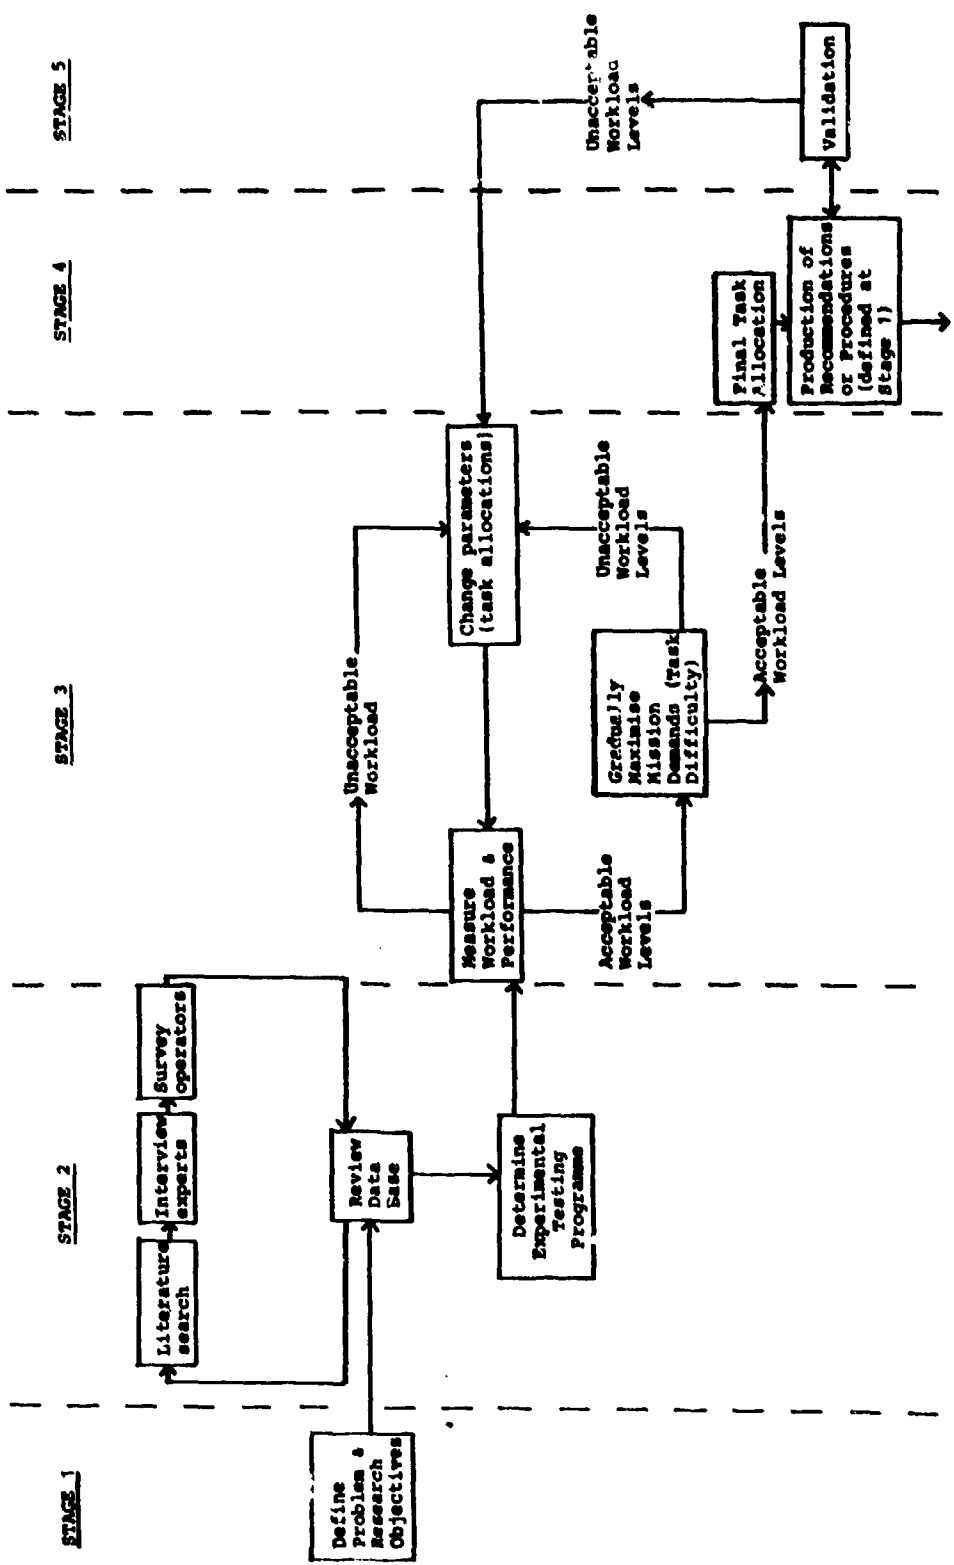 STAGE 1
Define
Problem &
Research
Objectives
STAGE 2
Literature
search
Interview
experts
Survey
operators
Review
Data
Base
Determine
Experimental
Testing
Programme
STAGE 3
Unacceptable
Workload
Measure
Workload &
Performance
Change parameters
(task allocations)
Acceptable
Workload
Levels
Gradually
Maximise
Mission
Demands (Task
Difficulty)
Unacceptable
Workload
Levels
Acceptable
Workload Levels
STAGE 4
Final Task
Allocation
Production of
Recommendations
or Procedures
(defined at
Stage 1)
STAGE 5
Unacceptable
Workload
Levels
Validation